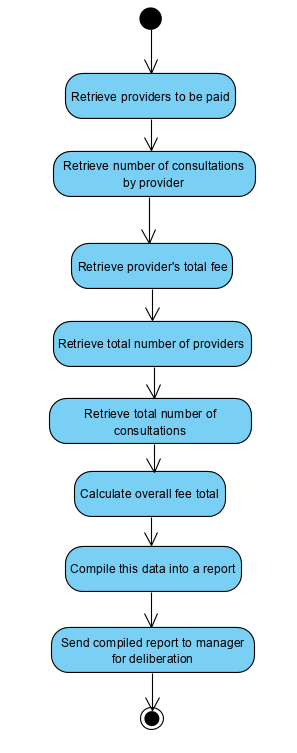 Retrieve providers to be paid
Retrieve number of consultations
by provider
Retrieve provider's total fee
Retrieve total number of providers
Retrieve total number of
consultations
Calculate overall fee total
Compile this data into a report
Send compiled report to manager
for deliberation